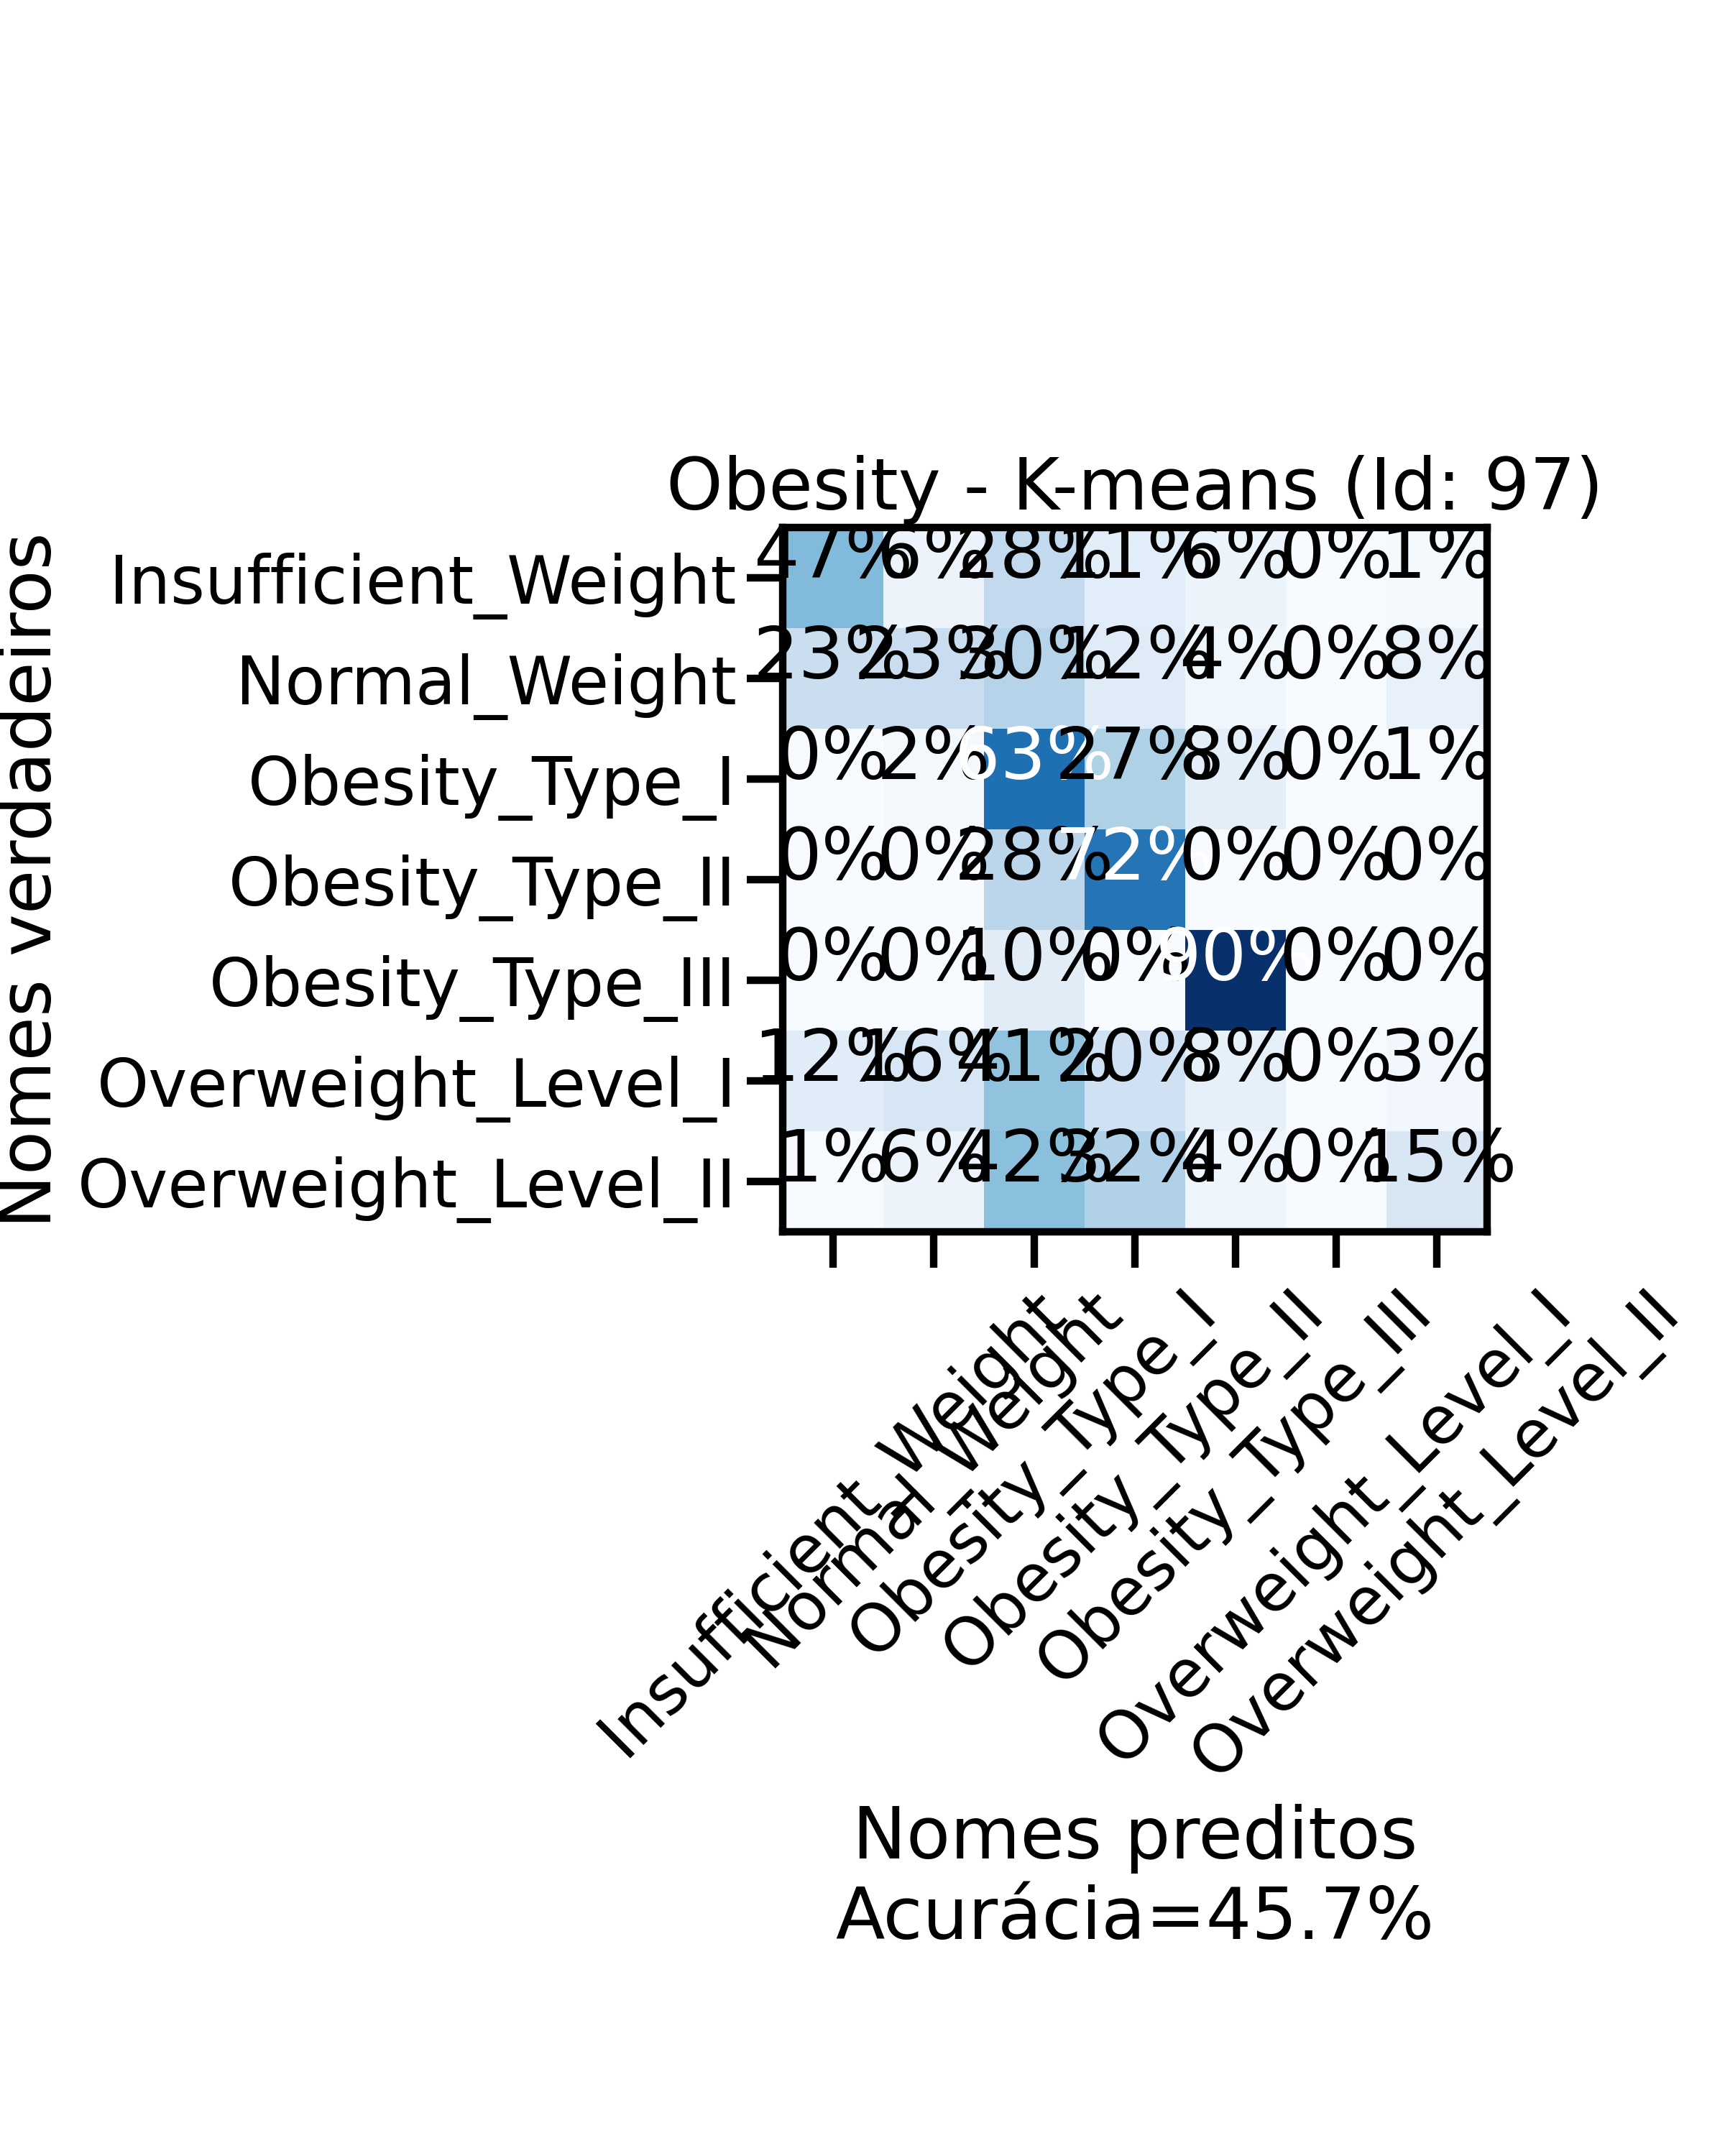 Obesity - K-means (Id: 97)
Nomes verdadeiros
Insufficient_Weight 47% 6% 28% 11% 6% 0% 1%
Normal_Weight 23% 23% 30% 12% 4% 0% 8%
Obesity_Type_I 0% 2% 63% 27% 8% 0% 1%
Obesity_Type_II 0% 0% 28% 72% 0% 0% 0%
Obesity_Type_III 0% 0% 10% 0% 90% 0% 0%
Overweight_Level_I 12% 16% 41% 20% 8% 0% 3%
Overweight_Level_II 1% 6% 42% 32% 4% 0% 15%
Insufficient_Weight
Normal_Weight
Obesity_Type_I
Obesity_Type_II
Obesity_Type_III
Overweight_Level_I
Overweight_Level_II
Nomes preditos
Acurácia=45.7%